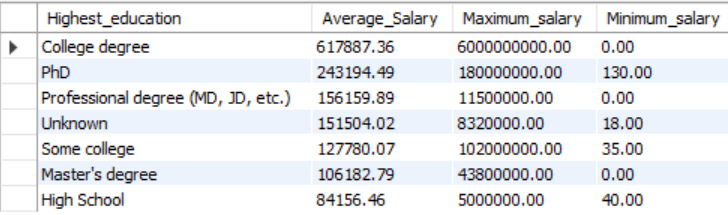 Highest_education Average_Salary Maximum_salary Minimum_salary
College degree 617887.36 6000000000.00 0.00
PhD 243194.49 180000000.00 130.00
Professional degree (MD, JD, etc.) 156159.89 11500000.00 0.00
Unknown 151504.02 8320000.00 18.00
Some college 127780.07 102000000.00 35.00
Master's degree 106182.79 43800000.00 0.00
High School 84156.46 5000000.00 40.00